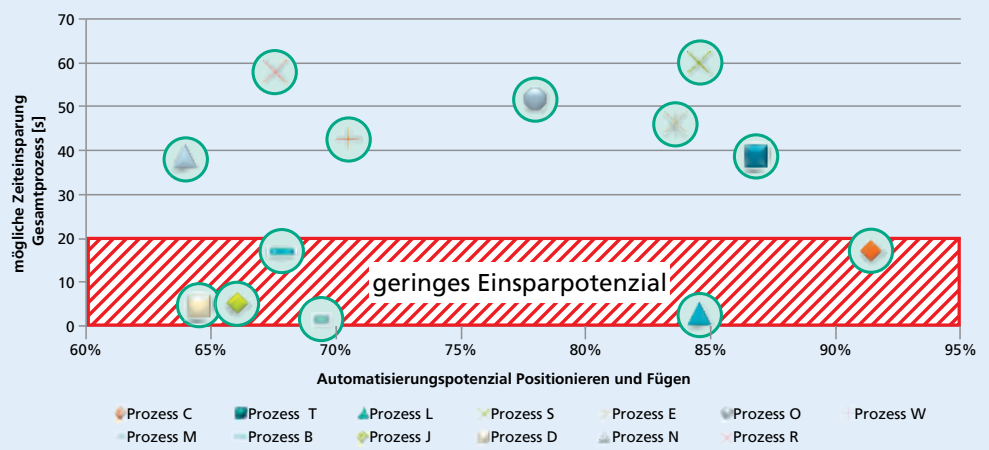 70
60
50
40
30
20
10
0
mögliche Zeiteinsparung
Gesamtprozess [s]
geringes Einsparpotenzial
60% 65% 70% 75% 80% 85% 90% 95%
Automatisierungspotenzial Positionieren und Fügen
Prozess C Prozess T Prozess L Prozess S Prozess E Prozess O Prozess W
Prozess M Prozess B Prozess J Prozess D Prozess N Prozess R